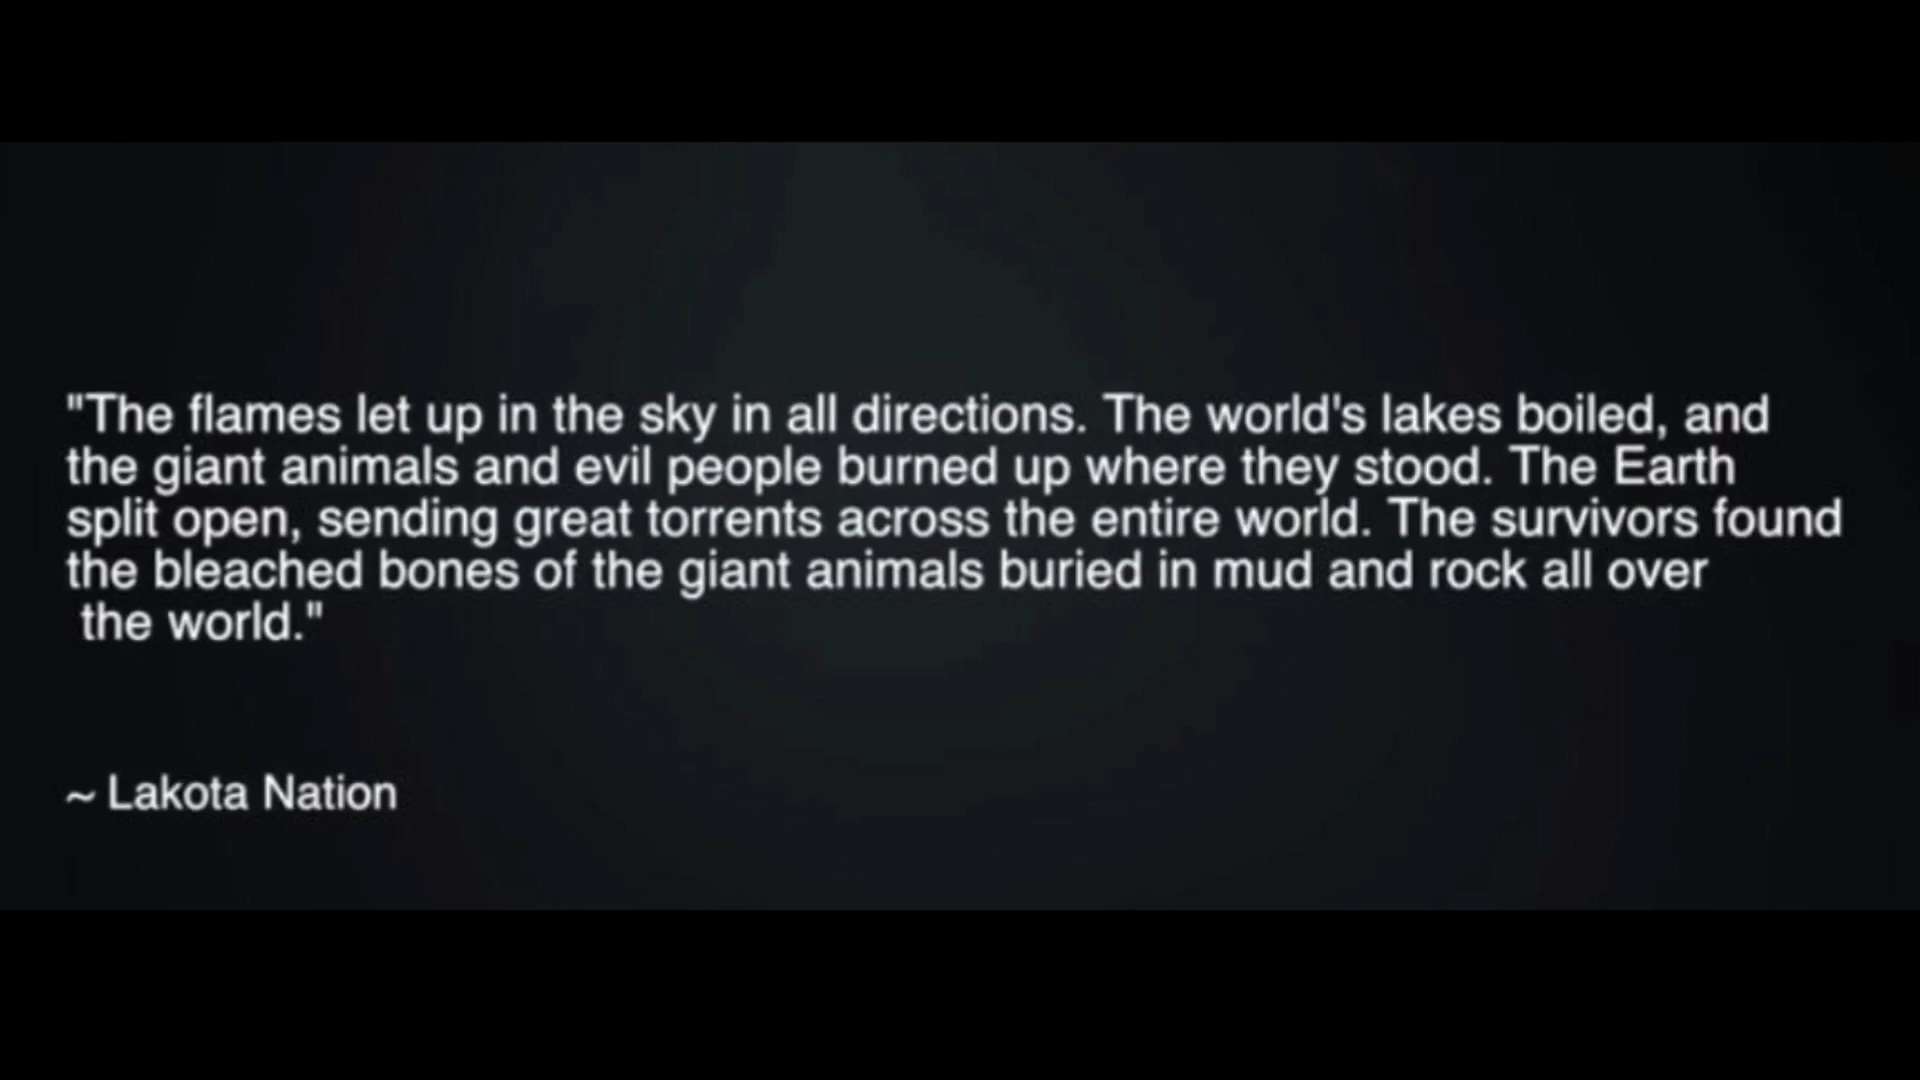 "The flames let up in the sky in all directions. The world's lakes boiled, and
the giant animals and evil people burned up where they stood. The Earth
split open, sending great torrents across the entire world. The survivors found
the bleached bones of the giant animals buried in mud and rock all over
the world."
~ Lakota Nation